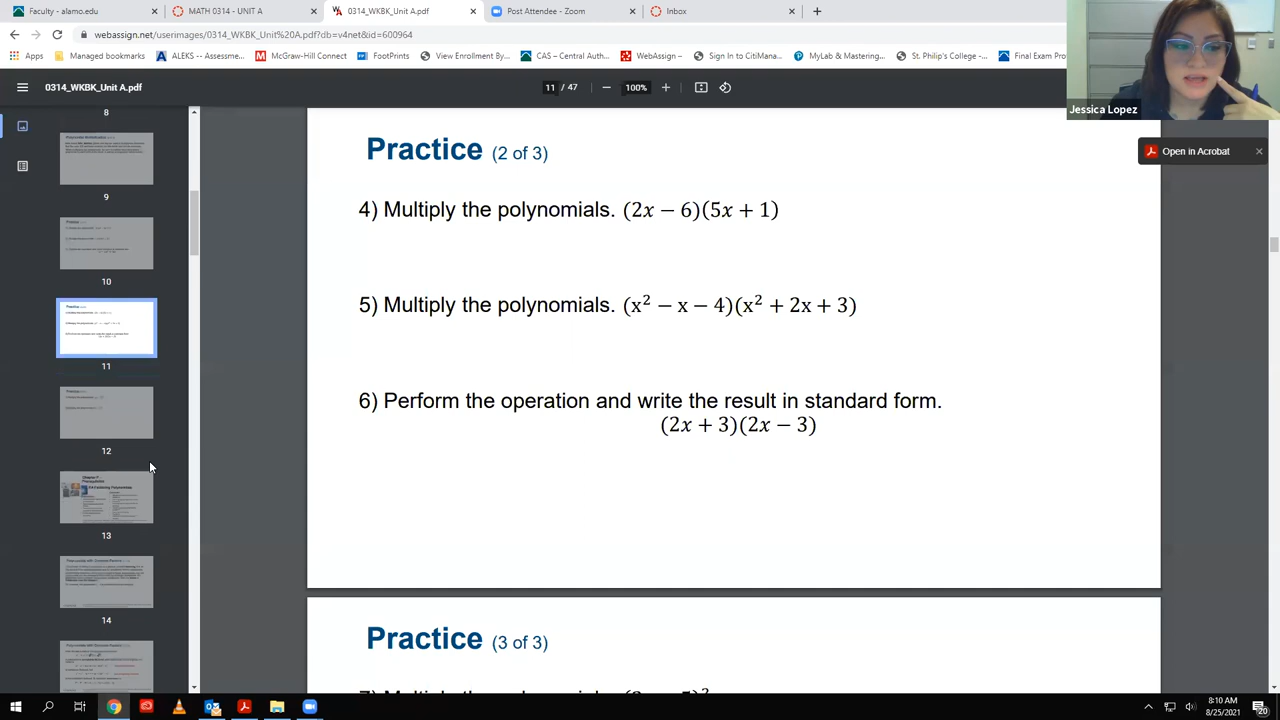 Faculty - alamo.edu
MATH 0314 - UNIT A
0314_WKBK_Unit A.pdf
Post Attendee - Zoom
Inbox
webassign.net/userimages/0314_WKBK_Unit%20A.pdf?db=v4net&id=600964
Apps
Managed bookmarks
ALEKS -- Assessme...
McGraw-Hill Connect
FootPrints
View Enrollment By...
CAS – Central Auth...
WebAssign –
Sign In to CitiMana...
MyLab & Mastering...
St. Philip's College -...
Final Exam Pro
0314_WKBK_Unit A.pdf
11 / 47
100%
Jessica Lopez
Open in Acrobat
8
9
10
11
12
13
14
Practice (2 of 3)
4) Multiply the polynomials. (2x − 6)(5x + 1)
5) Multiply the polynomials. (x² − x − 4)(x² + 2x + 3)
6) Perform the operation and write the result in standard form.
(2x + 3)(2x − 3)
Practice (3 of 3)
8:10 AM
8/25/2021
20